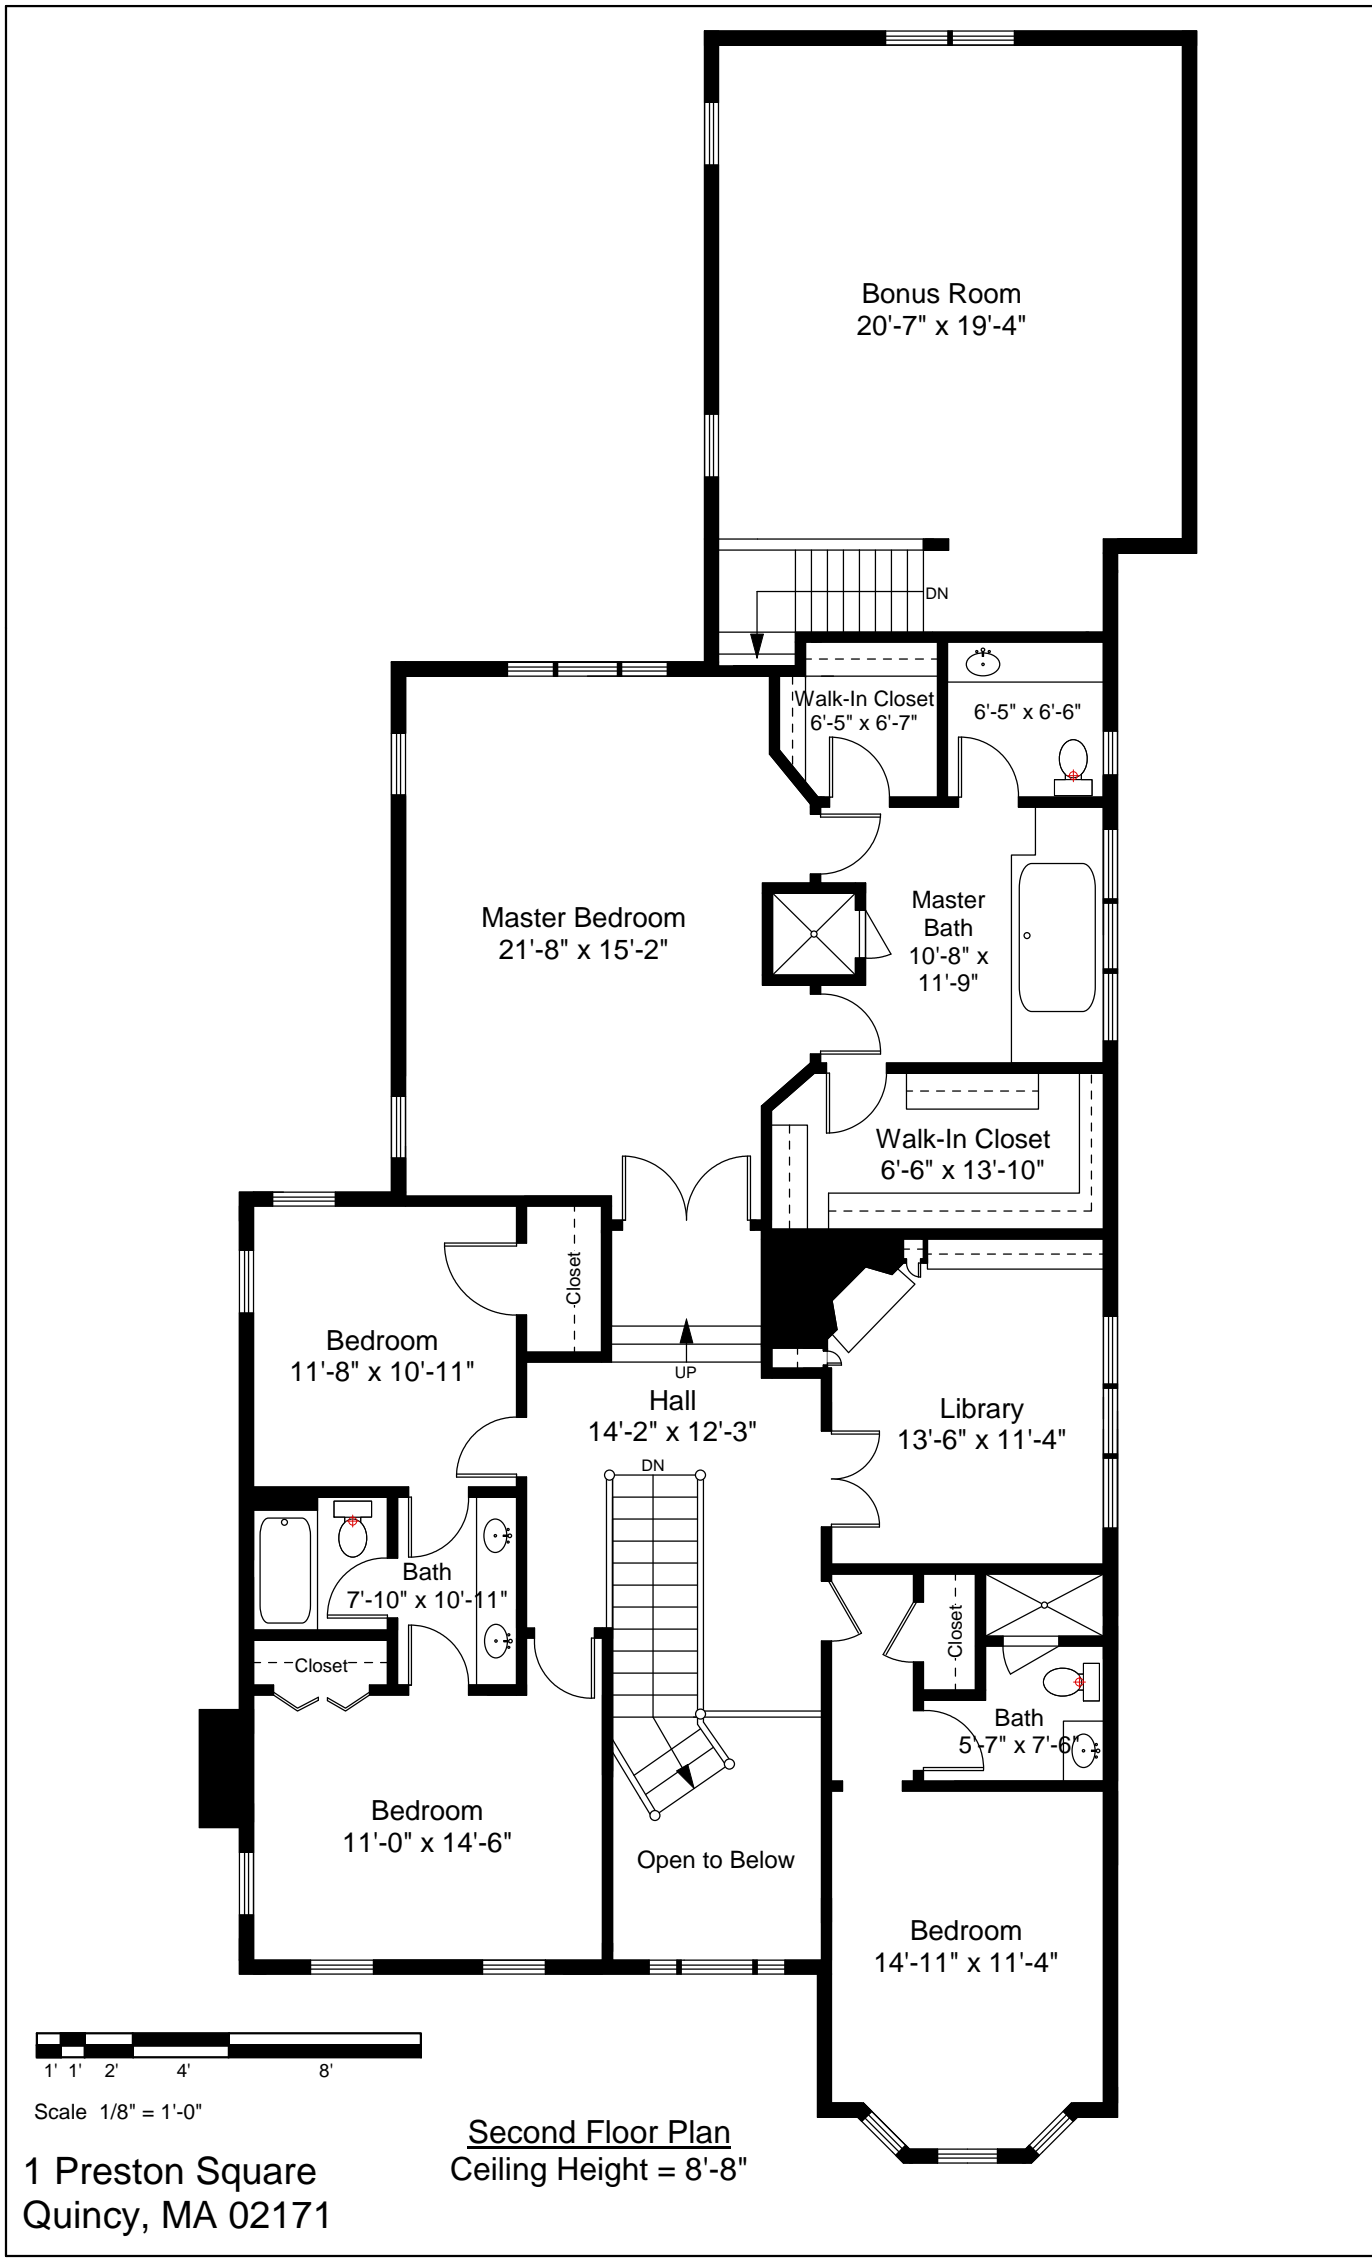 Bonus Room
20'-7" x 19'-4"
DN
Walk-In Closet
6'-5" x 6'-7"
6'-5" x 6'-6"
Master Bedroom
21'-8" x 15'-2"
Master
Bath
10'-8" x
11'-9"
Walk-In Closet
6'-6" x 13'-10"
Closet
Bedroom
11'-8" x 10'-11"
UP
Hall
14'-2" x 12'-3"
Library
13'-6" x 11'-4"
DN
Bath
7'-10" x 10'-11"
Closet
Closet
Bath
5'-7" x 7'-6"
Bedroom
11'-0" x 14'-6"
Open to Below
Bedroom
14'-11" x 11'-4"
1' 1' 2' 4' 8'
Scale 1/8" = 1'-0"
Second Floor Plan
Ceiling Height = 8'-8"
1 Preston Square
Quincy, MA 02171